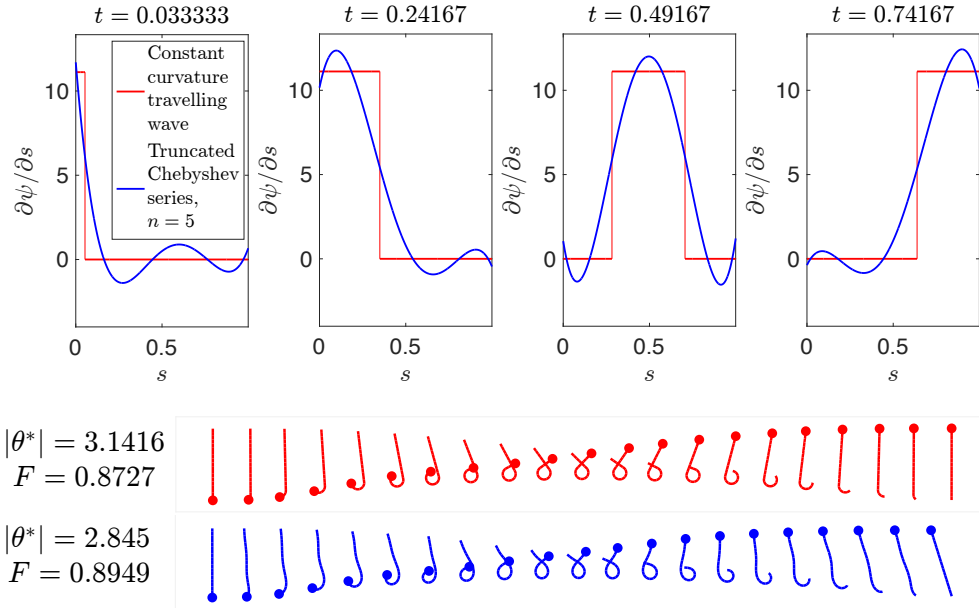 t = 0.033333
t = 0.24167
t = 0.49167
t = 0.74167
∂ψ/∂s
10
5
0
Constant
curvature
travelling
wave
Truncated
Chebyshev
series,
n = 5
0
0.5
s
∂ψ/∂s
10
5
0
0
0.5
s
∂ψ/∂s
10
5
0
0
0.5
s
∂ψ/∂s
10
5
0
0
0.5
s
|θ*| = 3.1416
F = 0.8727
|θ*| = 2.845
F = 0.8949